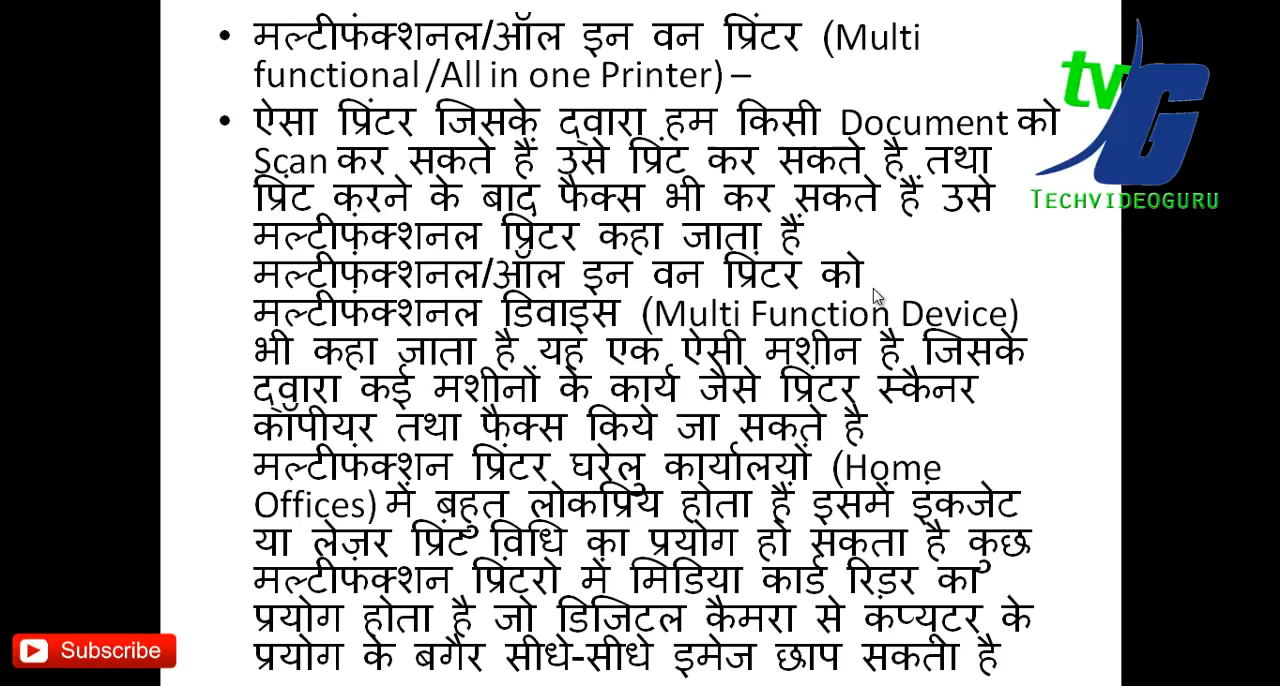 • मल्टीफंक्शनल/ऑल इन वन प्रिंटर (Multi
functional /All in one Printer) –
• ऐसा प्रिंटर जिसके द्वारा हम किसी Document को
Scan कर सकते हैं उसे प्रिंट कर सकते है तथा
प्रिंट करने के बाद फैक्स भी कर सकते हैं उसे
मल्टीफंक्शनल प्रिंटर कहा जाता हैं
मल्टीफंक्शनल/ऑल इन वन प्रिंटर को
मल्टीफंक्शनल डिवाइस (Multi Function Device)
भी कहा जाता है यह एक ऐसी मशीन है जिसके
द्वारा कई मशीनों के कार्य जैसे प्रिंटर स्कैनर
कॉपीयर तथा फैक्स किये जा सकते है
मल्टीफंक्शन प्रिंटर घरेलु कार्यालयों (Home
Offices) में बहुत लोकप्रिय होता हैं इसमें इंकजेट
या लेज़र प्रिंट विधि का प्रयोग हो सकता है कुछ
मल्टीफंक्शन प्रिंटरो में मिडिया कार्ड रिडर का
प्रयोग होता है जो डिजिटल कैमरा से कंप्यूटर के
प्रयोग के बगैर सीधे-सीधे इमेज छाप सकता है
tvG
TECHVIDEOGURU
Subscribe